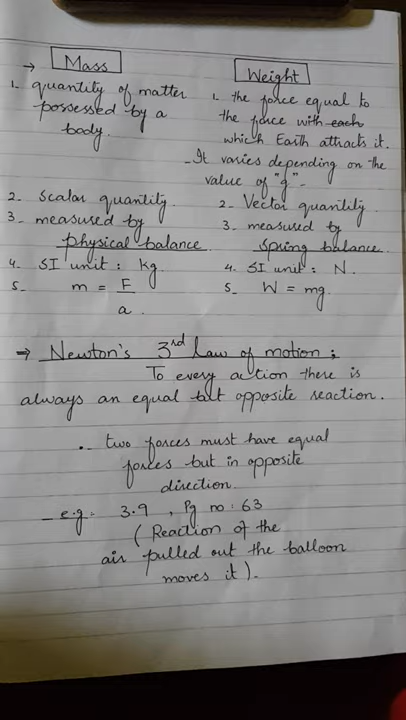 → Mass
1. quantity of matter
possessed by a
body.
2. Scalar quantity.
3. measured by
physical balance
4. SI unit : kg
5. m = F/a.
Weight
1. the force equal to
the force with each
which Earth attracts it.
- It varies depending on the
value of "g".
2. Vector quantity.
3. measured by
Spring balance.
4. SI unit : N.
5. W = mg.
⇒ Newton's 3rd Law of motion :
To every action there is
always an equal but opposite reaction.
∴ two forces must have equal
forces but in opposite
direction.
- e.g. 3.9 , Pg no : 63
( Reaction of the
air pulled out the balloon
moves it ).